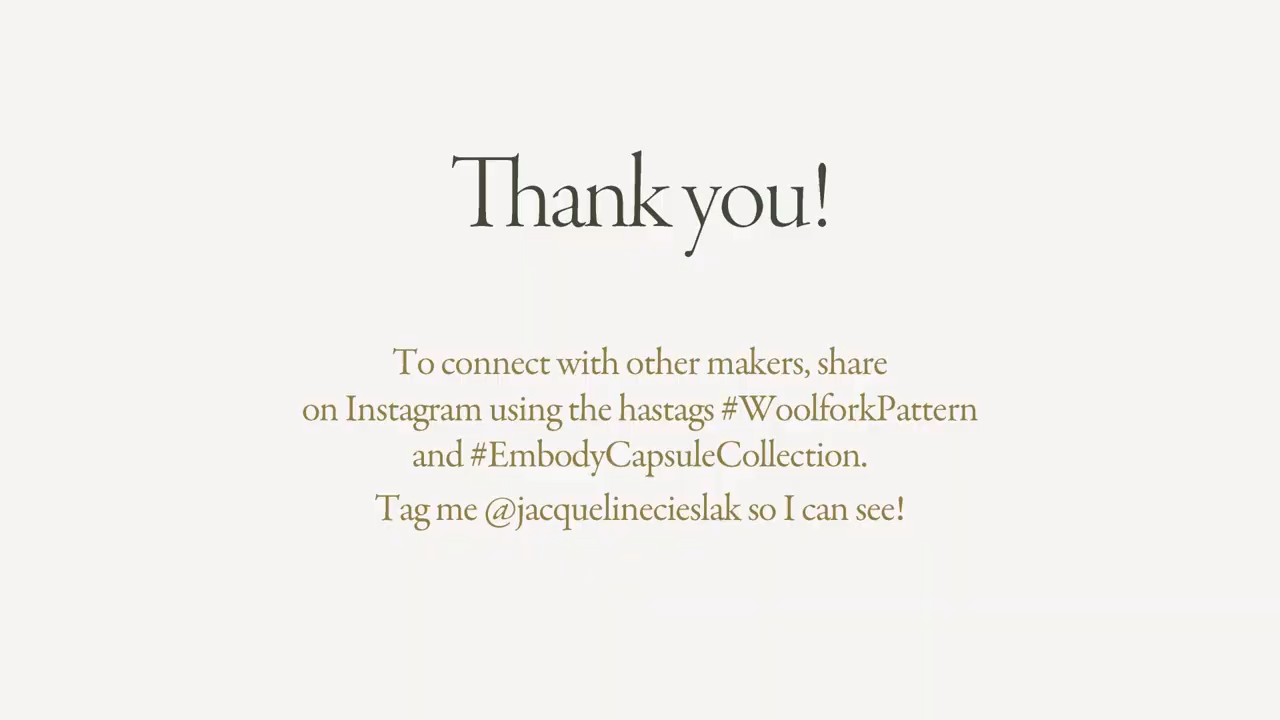 Thank you!
To connect with other makers, share
on Instagram using the hastags #WoolforkPattern
and #EmbodyCapsuleCollection.
Tag me @jacquelinecieslak so I can see!